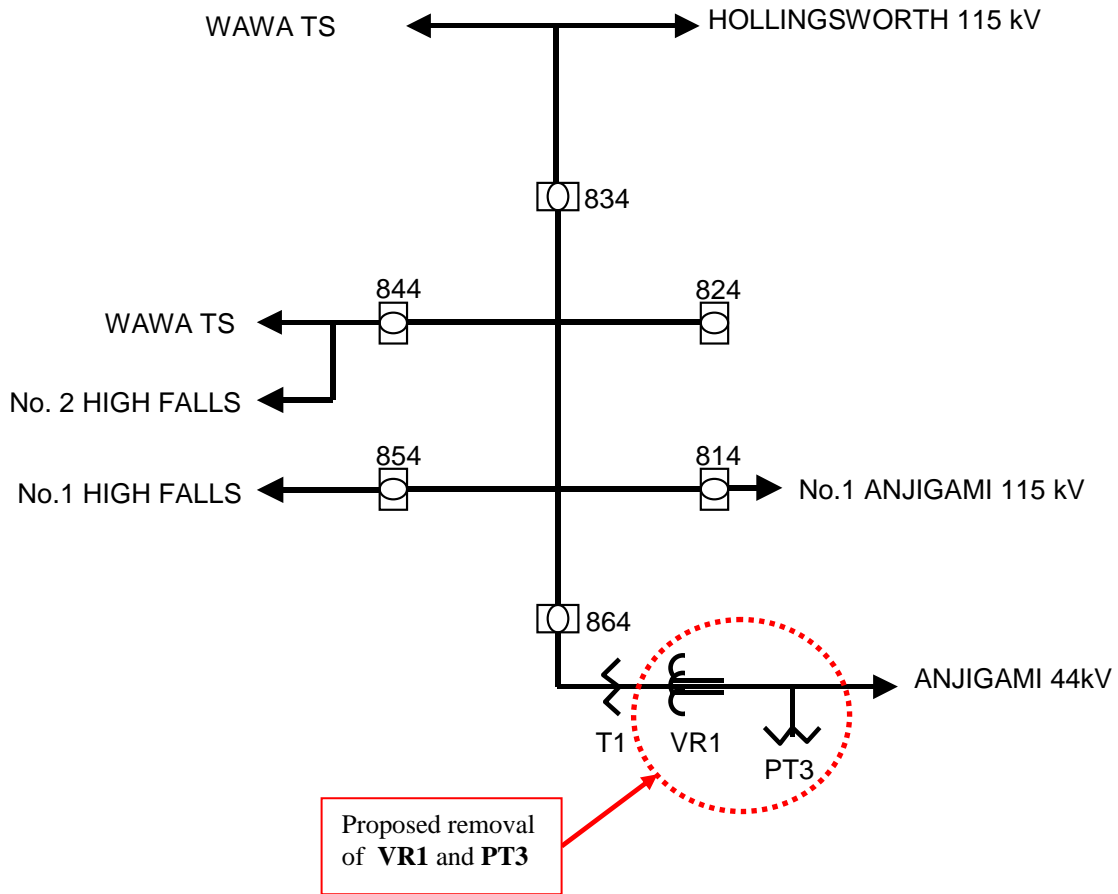 WAWA TS
HOLLINGSWORTH 115 kV
834
844
824
WAWA TS
No. 2 HIGH FALLS
854
814
No.1 HIGH FALLS
No.1 ANJIGAMI 115 kV
864
ANJIGAMI 44kV
T1
VR1
PT3
Proposed removal
of VR1 and PT3